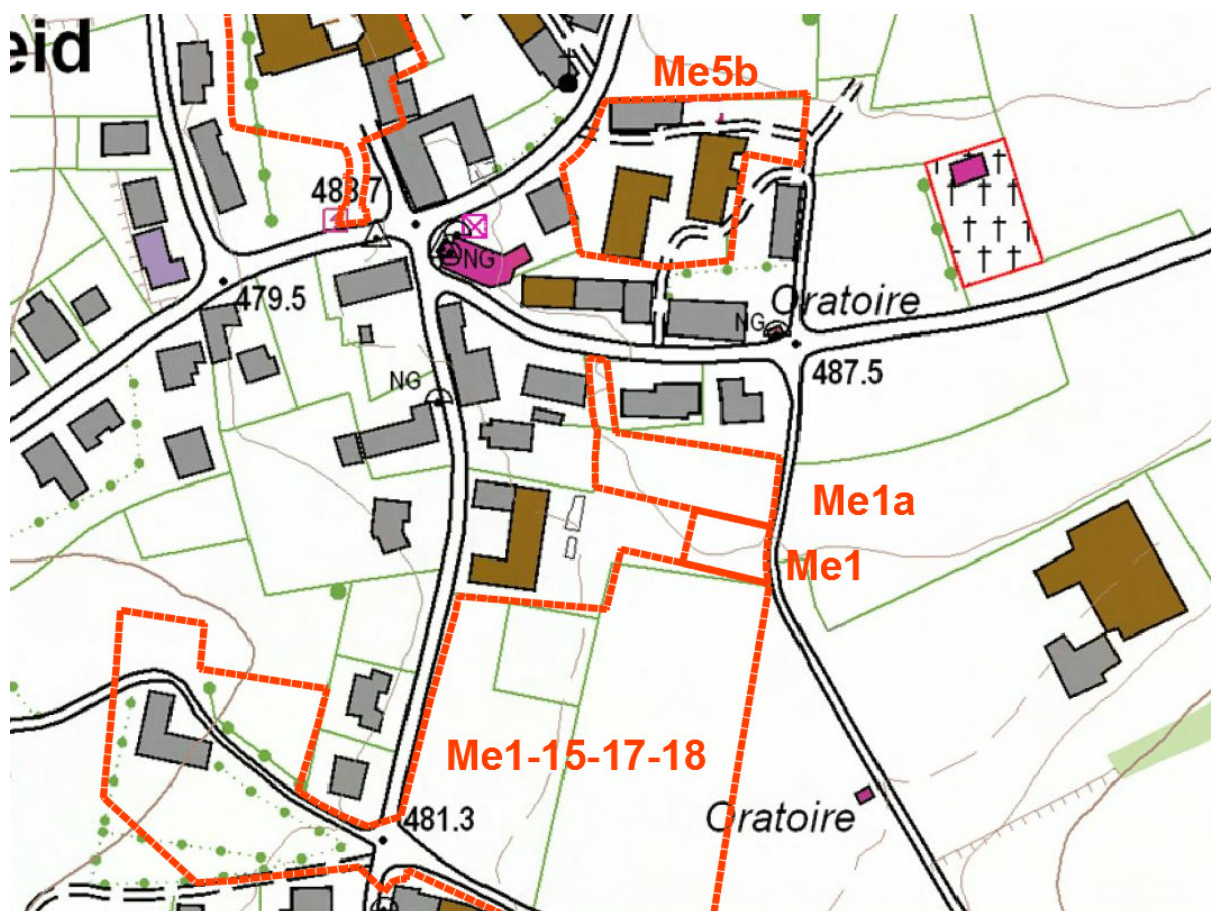 eid
Me5b
483.7
NG
479.5
Oratoire
NG
487.5
NG
Me1a
Me1
Me1-15-17-18
481.3
Oratoire